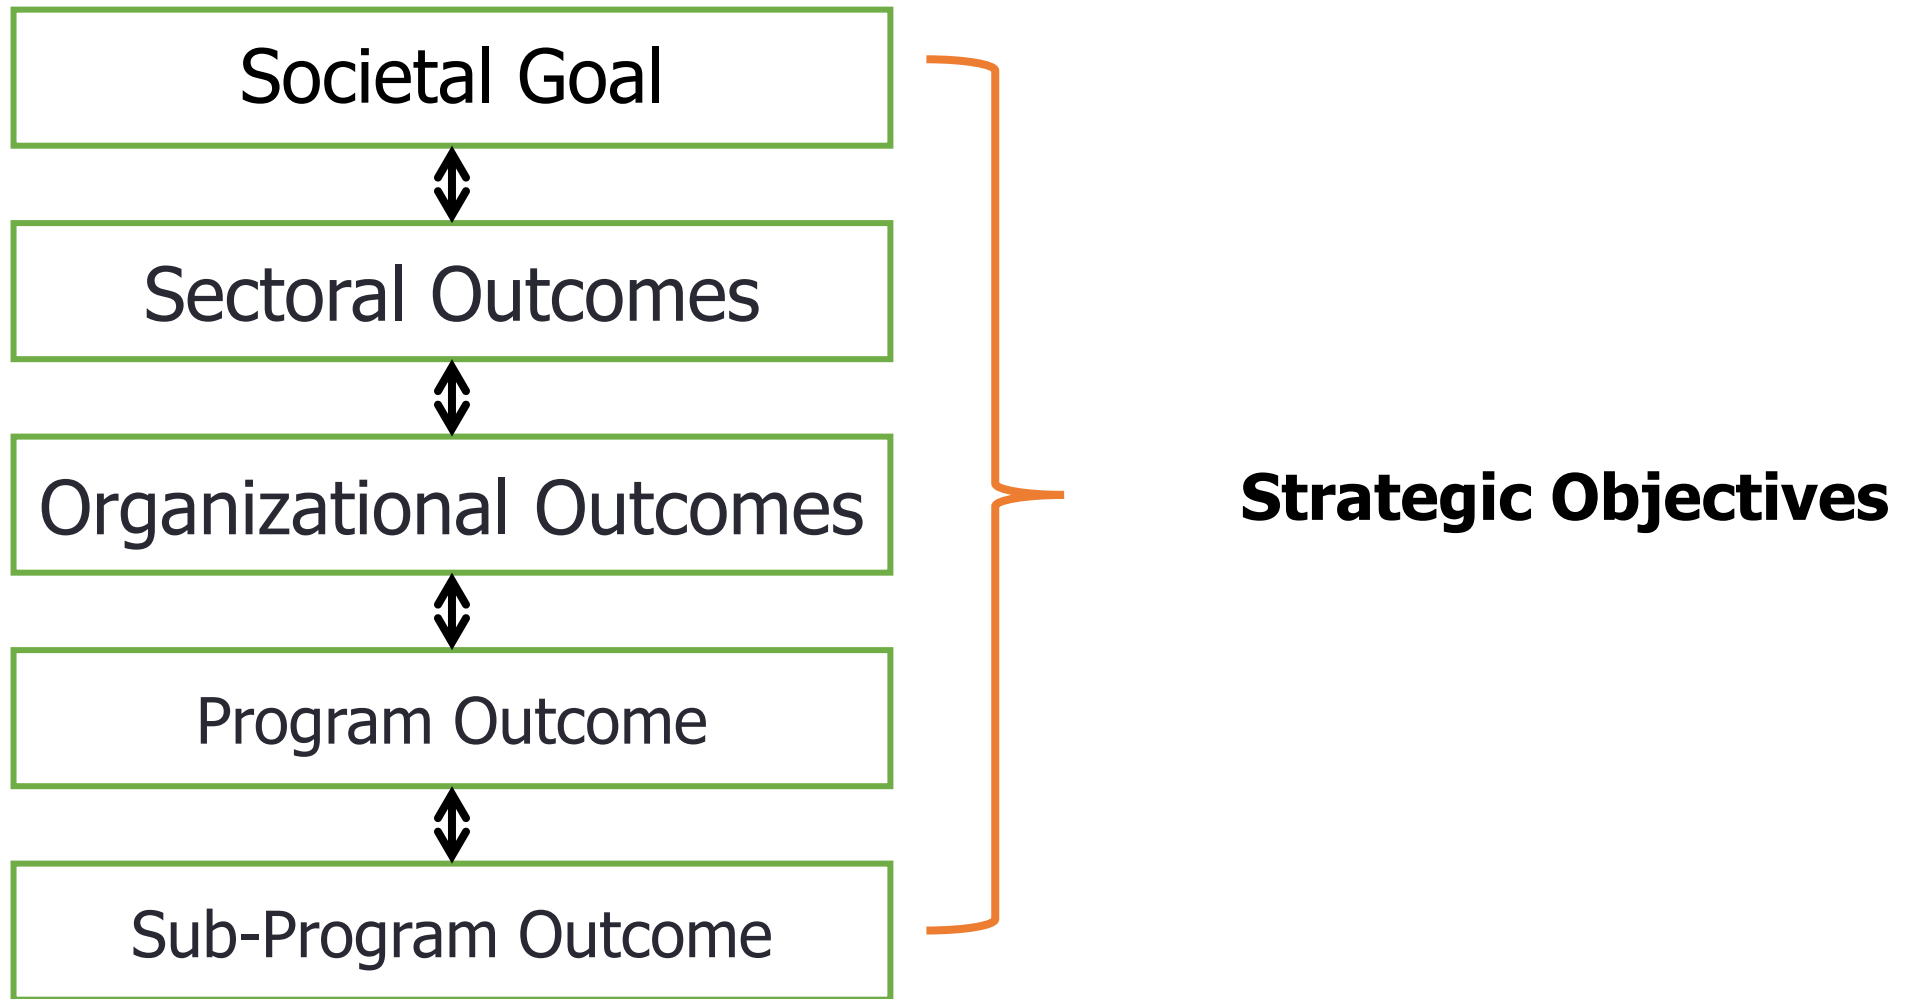 Societal Goal
Sectoral Outcomes
Organizational Outcomes
Program Outcome
Sub-Program Outcome
Strategic Objectives